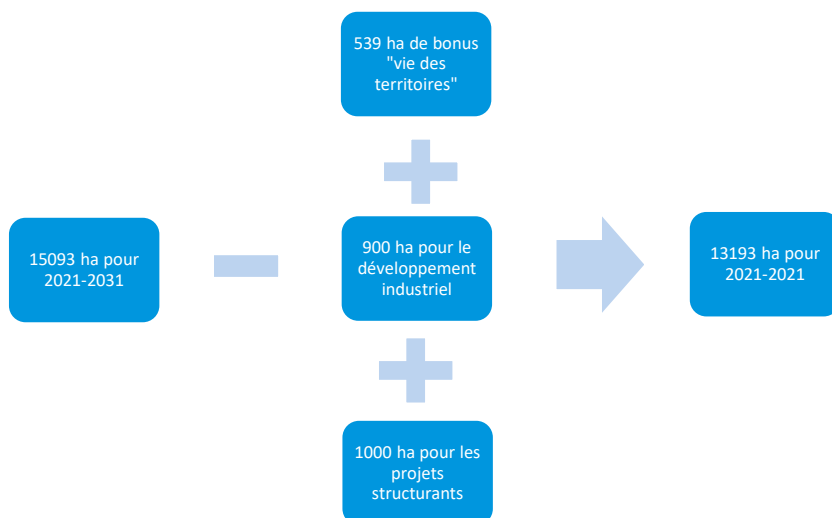 539 ha de bonus
"vie des
territoires"
15093 ha pour
2021-2031
900 ha pour le
développement
industriel
13193 ha pour
2021-2021
1000 ha pour les
projets
structurants